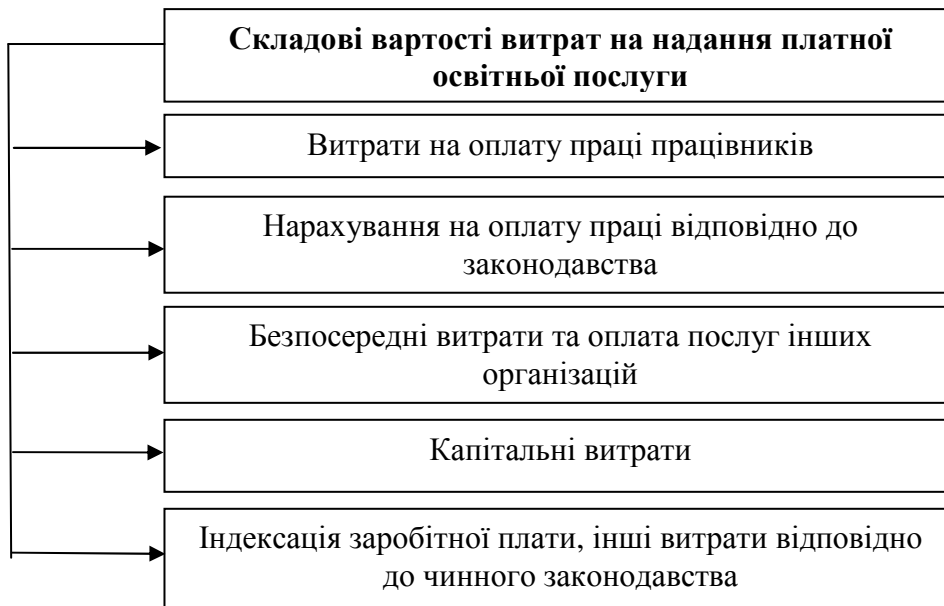 Складові вартості витрат на надання платної
освітньої послуги
Витрати на оплату праці працівників
Нарахування на оплату праці відповідно до
законодавства
Безпосередні витрати та оплата послуг інших
організацій
Капітальні витрати
Індексація заробітної плати, інші витрати відповідно
до чинного законодавства